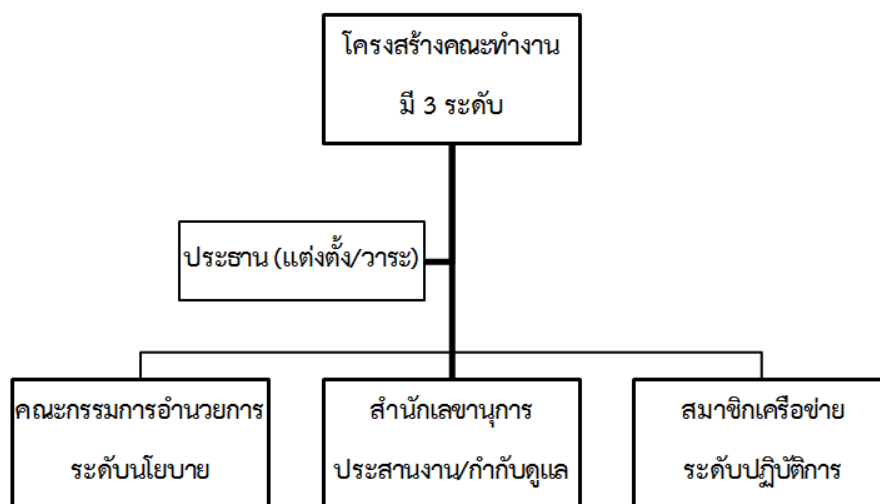 โครงสร้างคณะทำงาน
มี 3 ระดับ
ประธาน (แต่งตั้ง/วาระ)
คณะกรรมการอำนวยการ
ระดับนโยบาย
สำนักเลขานุการ
ประสานงาน/กำกับดูแล
สมาชิกเครือข่าย
ระดับปฏิบัติการ